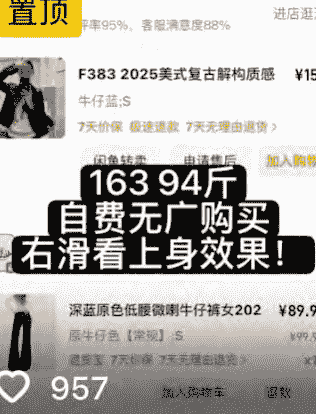 置顶
进店逛
评率95%，客服满意度88%
F383 2025美式复古解构质感
¥15
牛仔蓝;S
7天价保 极速退款 7天无理由退货 >
闲鱼转卖
申请售后
加入购物
163 94斤
自费无广购买
右滑看上身效果！
深蓝原色低腰微喇牛仔裤女202
¥89.9
原牛仔色【常规】;S
¥99.
退货宝 7天价保 7天无理由退货 >
x1
957
加入购物车
退款